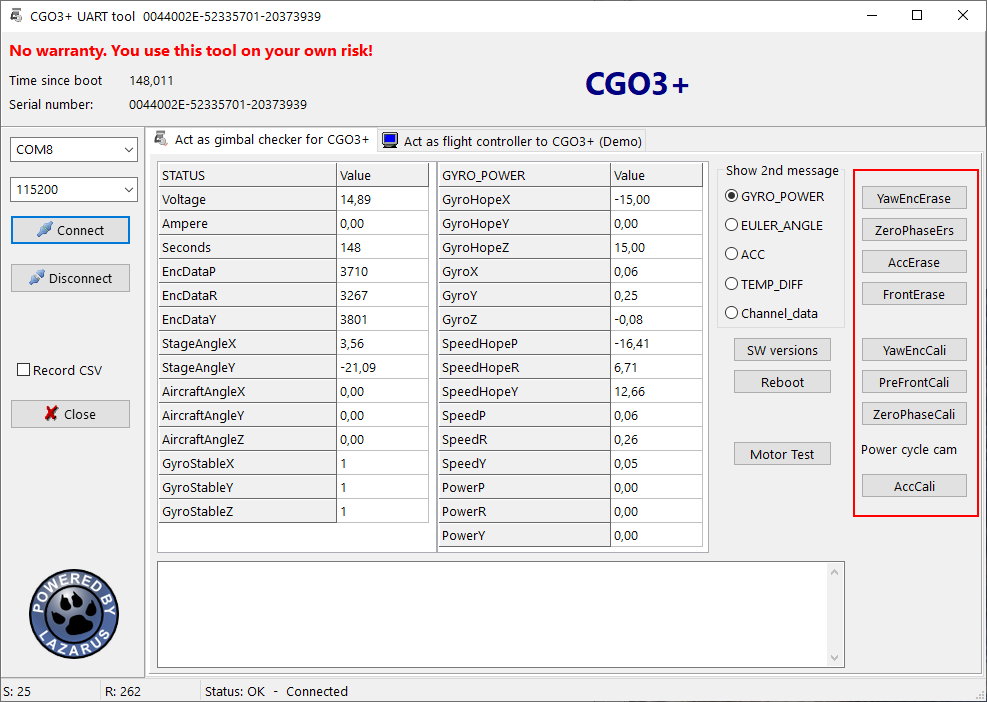 CGO3+ UART tool 0044002E-52335701-20373939
No warranty. You use this tool on your own risk!
Time since boot 148,011
CGO3+
Serial number: 0044002E-52335701-20373939
COM8
115200
Connect
Disconnect
Record CSV
Close
POWERED BY
LAZARUS
Act as gimbal checker for CGO3+
Act as flight controller to CGO3+ (Demo)
STATUS Value
Voltage 14,89
Ampere 0,00
Seconds 148
EncDataP 3710
EncDataR 3267
EncDataY 3801
StageAngleX 3,56
StageAngleY -21,09
AircraftAngleX 0,00
AircraftAngleY 0,00
AircraftAngleZ 0,00
GyroStableX 1
GyroStableY 1
GyroStableZ 1
GYRO_POWER Value
GyroHopeX -15,00
GyroHopeY 0,00
GyroHopeZ 15,00
GyroX 0,06
GyroY 0,25
GyroZ -0,08
SpeedHopeP -16,41
SpeedHopeR 6,71
SpeedHopeY 12,66
SpeedP 0,06
SpeedR 0,26
SpeedY 0,05
PowerP 0,00
PowerR 0,00
PowerY 0,00
Show 2nd message
GYRO_POWER
EULER_ANGLE
ACC
TEMP_DIFF
Channel_data
SW versions
Reboot
Motor Test
YawEncErase
ZeroPhaseErs
AccErase
FrontErase
YawEncCali
PreFrontCali
ZeroPhaseCali
Power cycle cam
AccCali
S: 25
R: 262
Status: OK - Connected